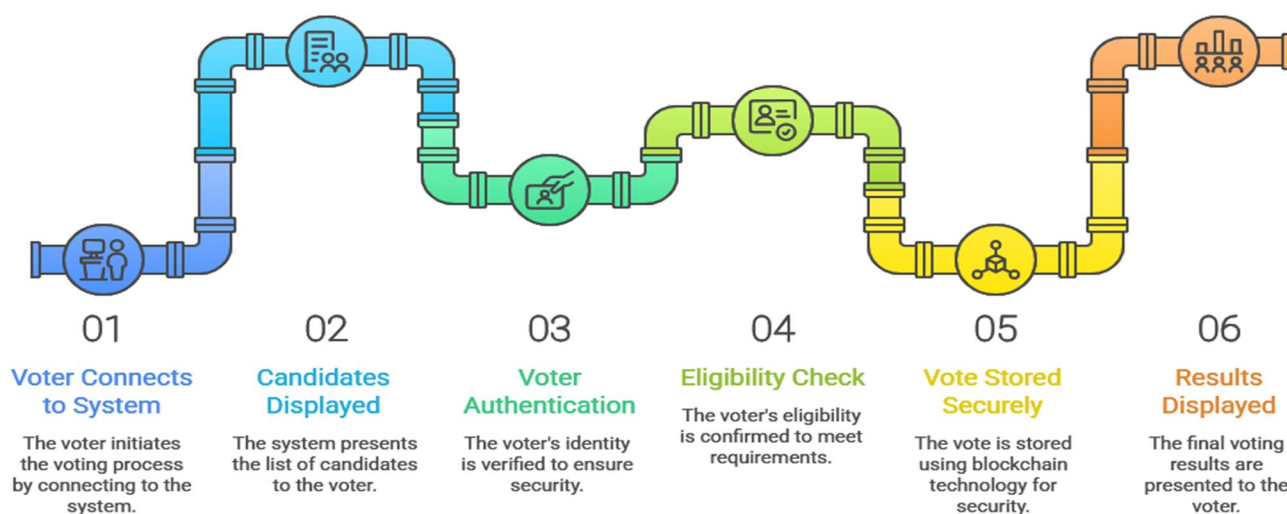 01
Voter Connects
to System
The voter initiates
the voting process
by connecting to the
system.
02
Candidates
Displayed
The system presents
the list of candidates
to the voter.
03
Voter
Authentication
The voter's identity
is verified to ensure
security.
04
Eligibility Check
The voter's eligibility
is confirmed to meet
requirements.
05
Vote Stored
Securely
The vote is stored
using blockchain
technology for
security.
06
Results
Displayed
The final voting
results are
presented to the
voter.